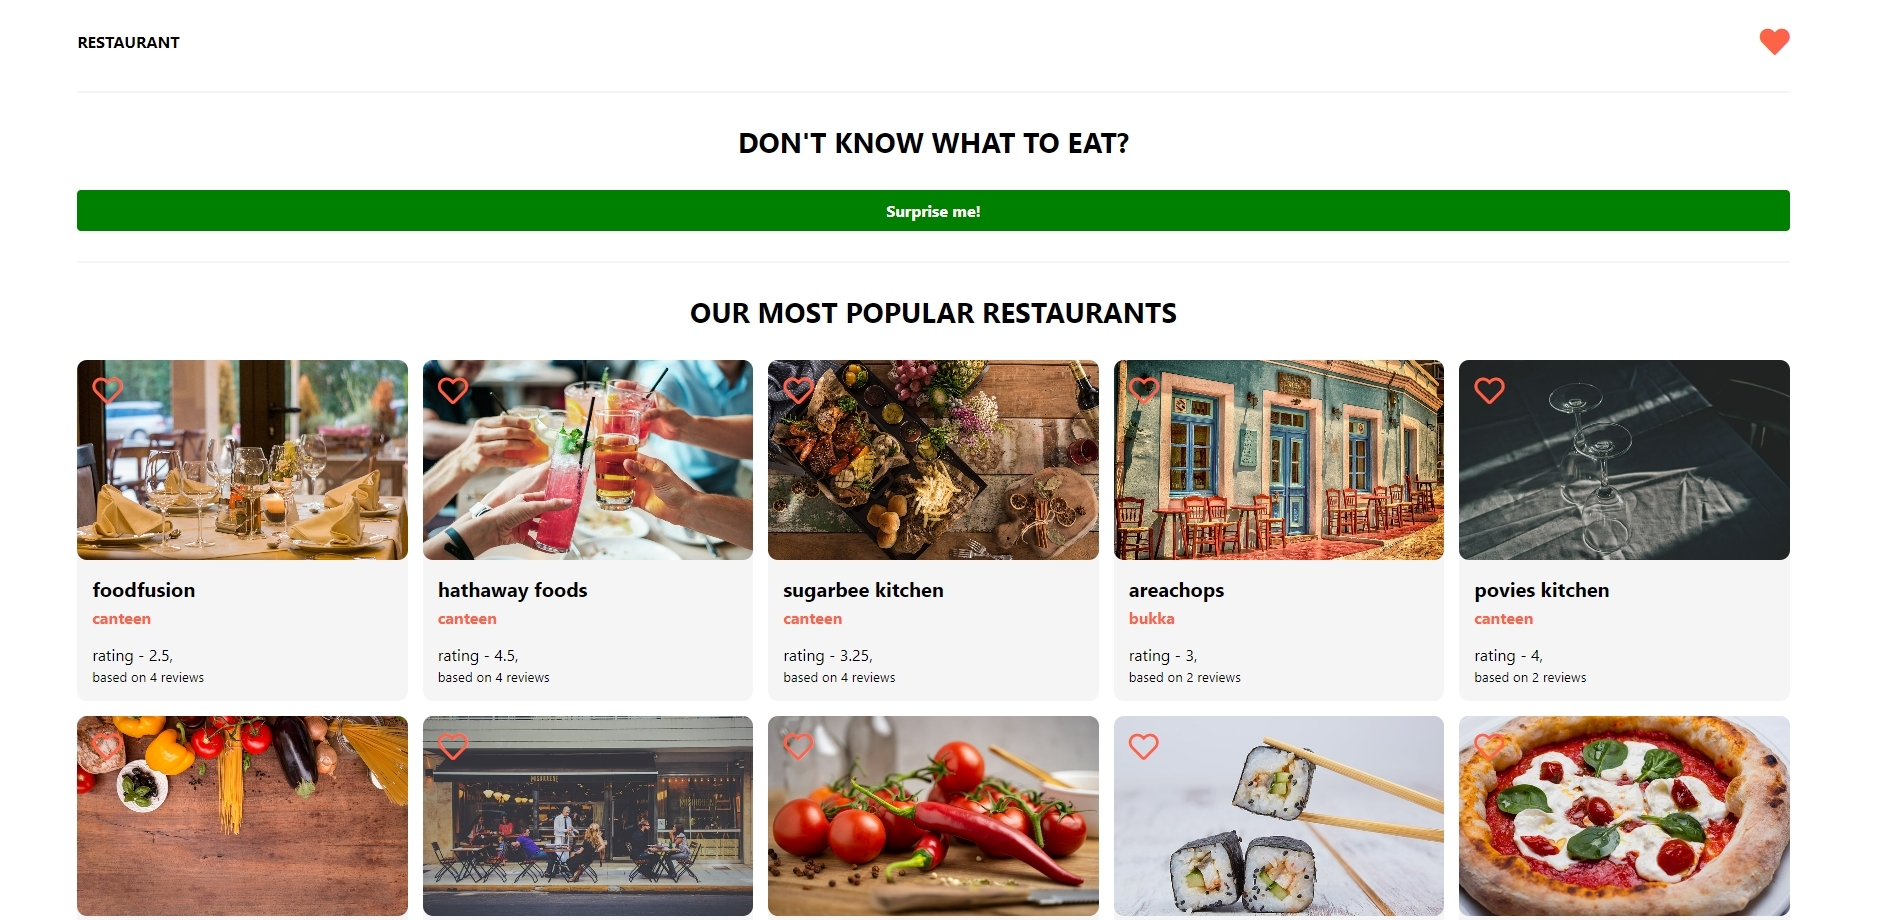 RESTAURANT
DON'T KNOW WHAT TO EAT?
Surprise me!
OUR MOST POPULAR RESTAURANTS
foodfusion
canteen
rating - 2.5,
based on 4 reviews
hathaway foods
canteen
rating - 4.5,
based on 4 reviews
sugarbee kitchen
canteen
rating - 3.25,
based on 4 reviews
areachops
bukka
rating - 3,
based on 2 reviews
povies kitchen
canteen
rating - 4,
based on 2 reviews